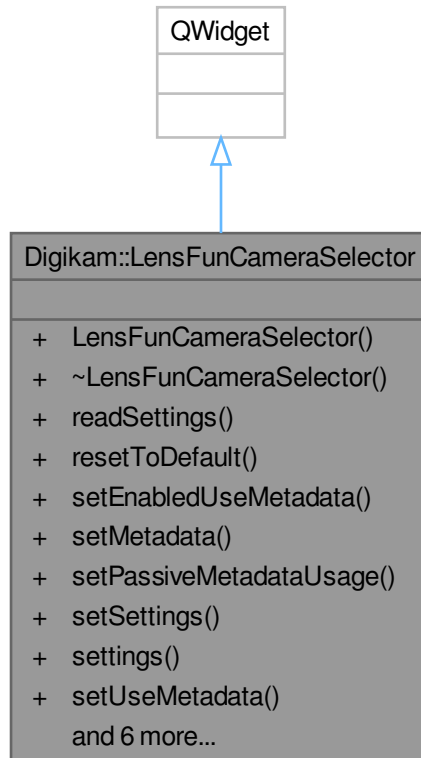 QWidget
Digikam::LensFunCameraSelector
+ LensFunCameraSelector()
+ ~LensFunCameraSelector()
+ readSettings()
+ resetToDefault()
+ setEnabledUseMetadata()
+ setMetadata()
+ setPassiveMetadataUsage()
+ setSettings()
+ settings()
+ setUseMetadata()
and 6 more...